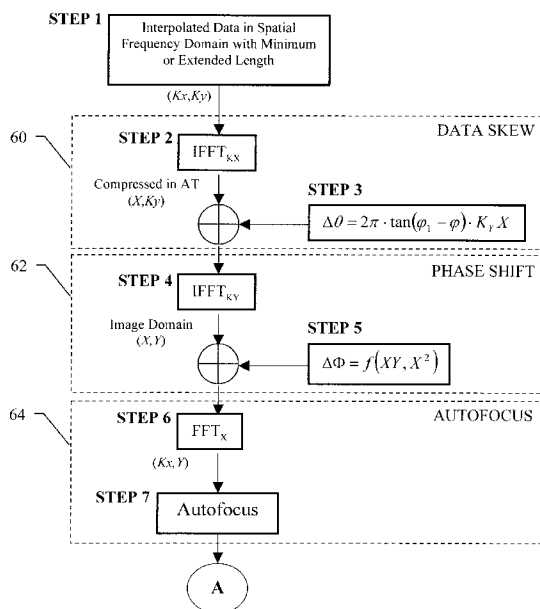 STEP 1
Interpolated Data in Spatial
Frequency Domain with Minimum
or Extended Length
(Kx,Ky)
60
DATA SKEW
STEP 2
IFFT_KX
Compressed in AT
(X,Ky)
STEP 3
Δθ = 2π · tan(φ₁ − φ) · K_Y X
62
PHASE SHIFT
STEP 4
IFFT_KY
Image Domain
(X,Y)
STEP 5
ΔΦ = f(XY, X²)
64
AUTOFOCUS
STEP 6
FFT_X
(Kx,Y)
STEP 7
Autofocus
A